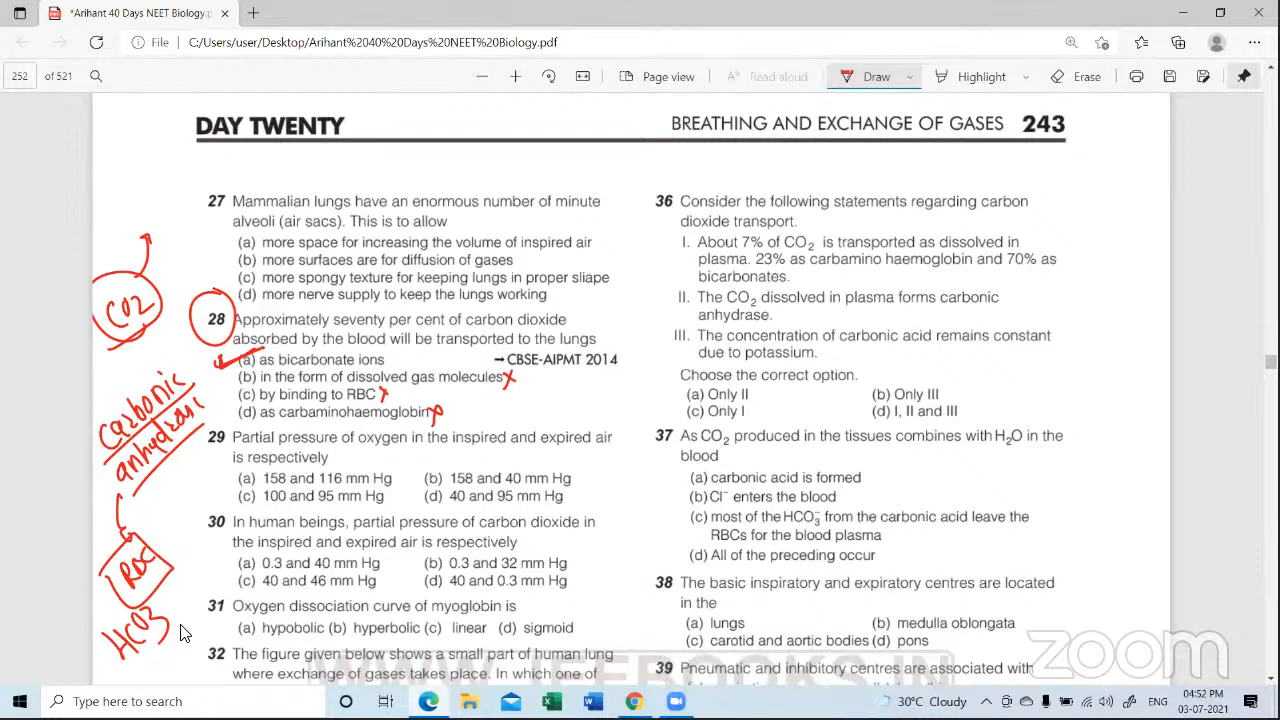 *Arihant 40 Days NEET Biology.p
File
C:/Users/user/Desktop/Arihant%2040%20Days%20NEET%20Biology.pdf
252 of 521
Page view
Read aloud
Draw
Highlight
Erase
DAY TWENTY
BREATHING AND EXCHANGE OF GASES 243
27 Mammalian lungs have an enormous number of minute
alveoli (air sacs). This is to allow
(a) more space for increasing the volume of inspired air
(b) more surfaces are for diffusion of gases
(c) more spongy texture for keeping lungs in proper sliape
(d) more nerve supply to keep the lungs working
28 Approximately seventy per cent of carbon dioxide
absorbed by the blood will be transported to the lungs
(a) as bicarbonate ions → CBSE-AIPMT 2014
(b) in the form of dissolved gas molecules
(c) by binding to RBC
(d) as carbaminohaemoglobin
29 Partial pressure of oxygen in the inspired and expired air
is respectively
(a) 158 and 116 mm Hg (b) 158 and 40 mm Hg
(c) 100 and 95 mm Hg (d) 40 and 95 mm Hg
30 In human beings, partial pressure of carbon dioxide in
the inspired and expired air is respectively
(a) 0.3 and 40 mm Hg (b) 0.3 and 32 mm Hg
(c) 40 and 46 mm Hg (d) 40 and 0.3 mm Hg
31 Oxygen dissociation curve of myoglobin is
(a) hypobolic (b) hyperbolic (c) linear (d) sigmoid
32 The figure given below shows a small part of human lung
where exchange of gases takes place. In which one of
CO2
Carbonic
anhydrase
RBC
HCO3
36 Consider the following statements regarding carbon
dioxide transport.
I. About 7% of CO2 is transported as dissolved in
plasma. 23% as carbamino haemoglobin and 70% as
bicarbonates.
II. The CO2 dissolved in plasma forms carbonic
anhydrase.
III. The concentration of carbonic acid remains constant
due to potassium.
Choose the correct option.
(a) Only II (b) Only III
(c) Only I (d) I, II and III
37 As CO2 produced in the tissues combines with H2O in the
blood
(a) carbonic acid is formed
(b) Cl− enters the blood
(c) most of the HCO3− from the carbonic acid leave the
RBCs for the blood plasma
(d) All of the preceding occur
38 The basic inspiratory and expiratory centres are located
in the
(a) lungs (b) medulla oblongata
(c) carotid and aortic bodies (d) pons
39 Pneumatic and inhibitory centres are associated with
zoom
Type here to search
30°C Cloudy
ENG
04:52 PM
03-07-2021